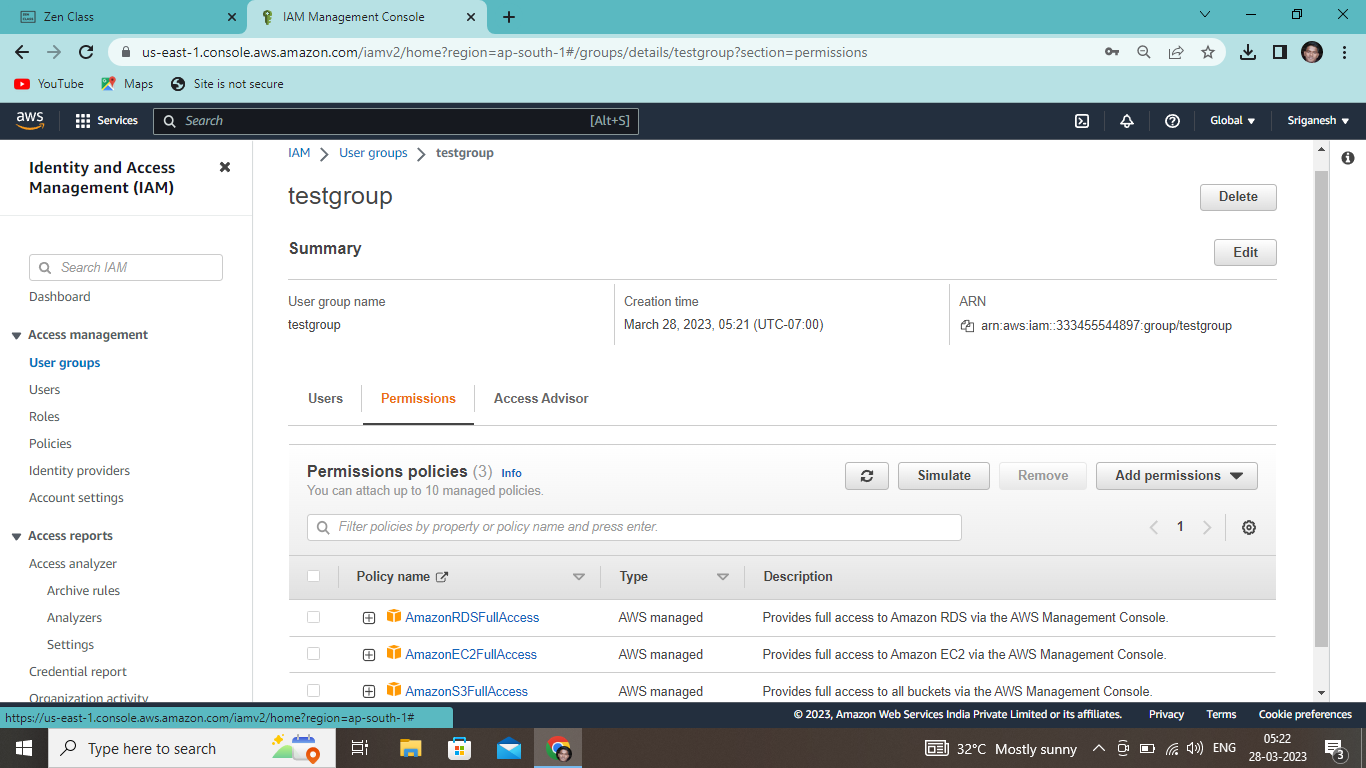 Zen Class
IAM Management Console
us-east-1.console.aws.amazon.com/iamv2/home?region=ap-south-1#/groups/details/testgroup?section=permissions
YouTube
Maps
Site is not secure
aws
Services
Search
[Alt+S]
Global
Sriganesh
Identity and Access
Management (IAM)
Search IAM
Dashboard
Access management
User groups
Users
Roles
Policies
Identity providers
Account settings
Access reports
Access analyzer
Archive rules
Analyzers
Settings
Credential report
Organization activity
IAM
User groups
testgroup
testgroup
Delete
Summary
Edit
User group name
testgroup
Creation time
March 28, 2023, 05:21 (UTC-07:00)
ARN
arn:aws:iam::333455544897:group/testgroup
Users
Permissions
Access Advisor
Permissions policies (3) Info
You can attach up to 10 managed policies.
Simulate
Remove
Add permissions
Filter policies by property or policy name and press enter.
1
Policy name
Type
Description
AmazonRDSFullAccess
AWS managed
Provides full access to Amazon RDS via the AWS Management Console.
AmazonEC2FullAccess
AWS managed
Provides full access to Amazon EC2 via the AWS Management Console.
AmazonS3FullAccess
AWS managed
Provides full access to all buckets via the AWS Management Console.
https://us-east-1.console.aws.amazon.com/iamv2/home?region=ap-south-1#
© 2023, Amazon Web Services India Private Limited or its affiliates.
Privacy
Terms
Cookie preferences
Type here to search
32°C Mostly sunny
ENG
05:22
28-03-2023
3